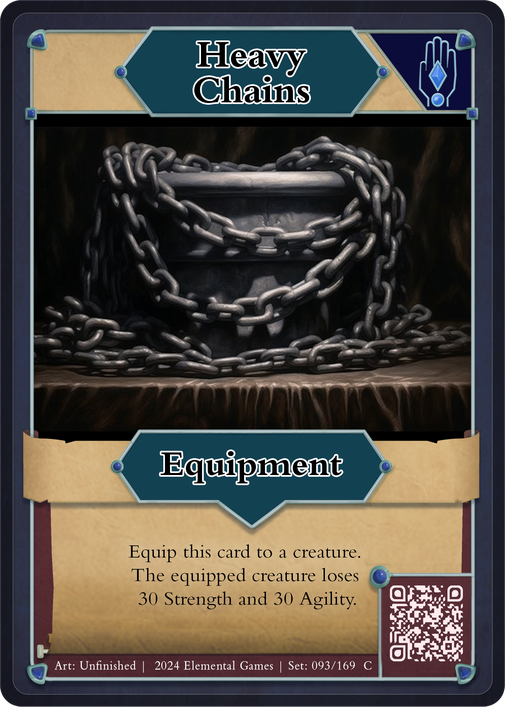 Heavy
Chains
Equipment
Equip this card to a creature.
The equipped creature loses
30 Strength and 30 Agility.
Art: Unfinished | 2024 Elemental Games | Set: 093/169 C